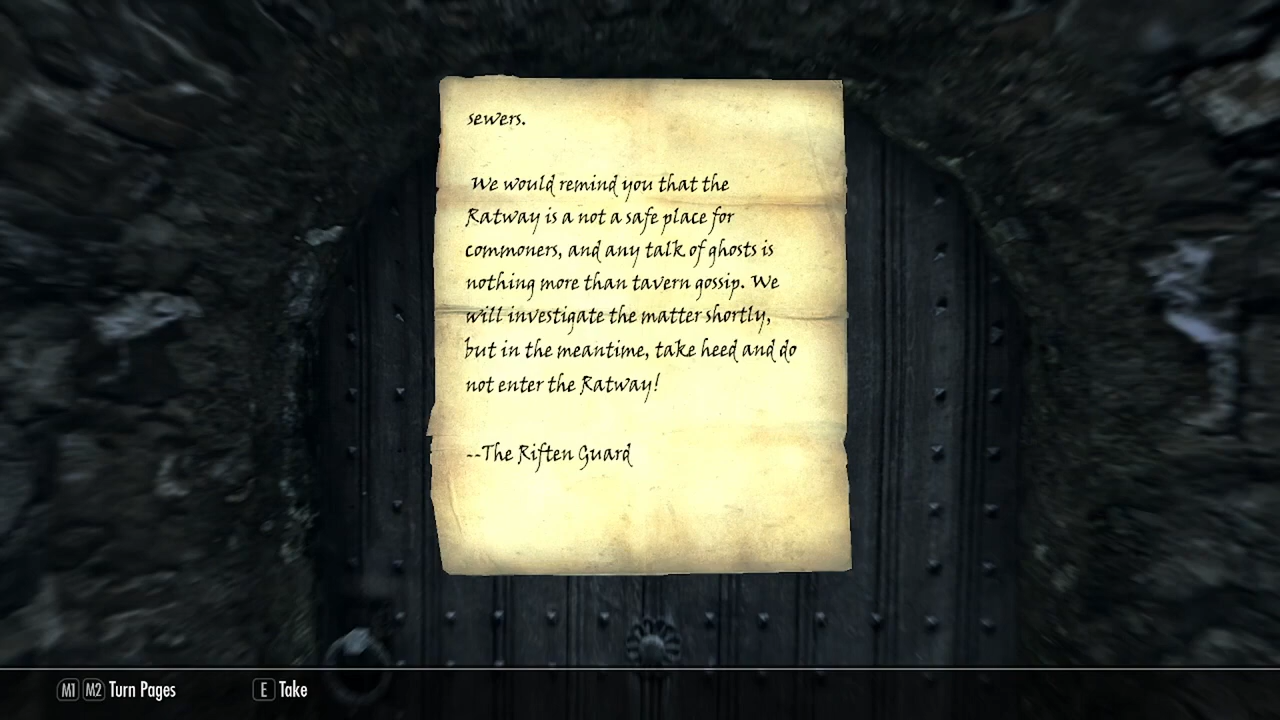 sewers.
We would remind you that the
Ratway is a not a safe place for
commoners, and any talk of ghosts is
nothing more than tavern gossip. We
will investigate the matter shortly,
but in the meantime, take heed and do
not enter the Ratway!
--The Riften Guard
M1 M2 Turn Pages E Take